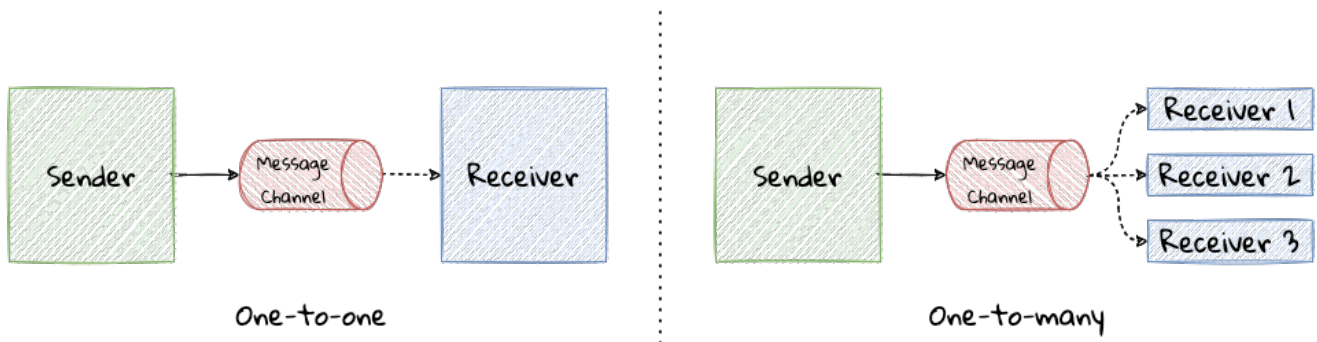 Sender
Message
Channel
Receiver
One-to-one
Sender
Message
Channel
Receiver 1
Receiver 2
Receiver 3
One-to-many